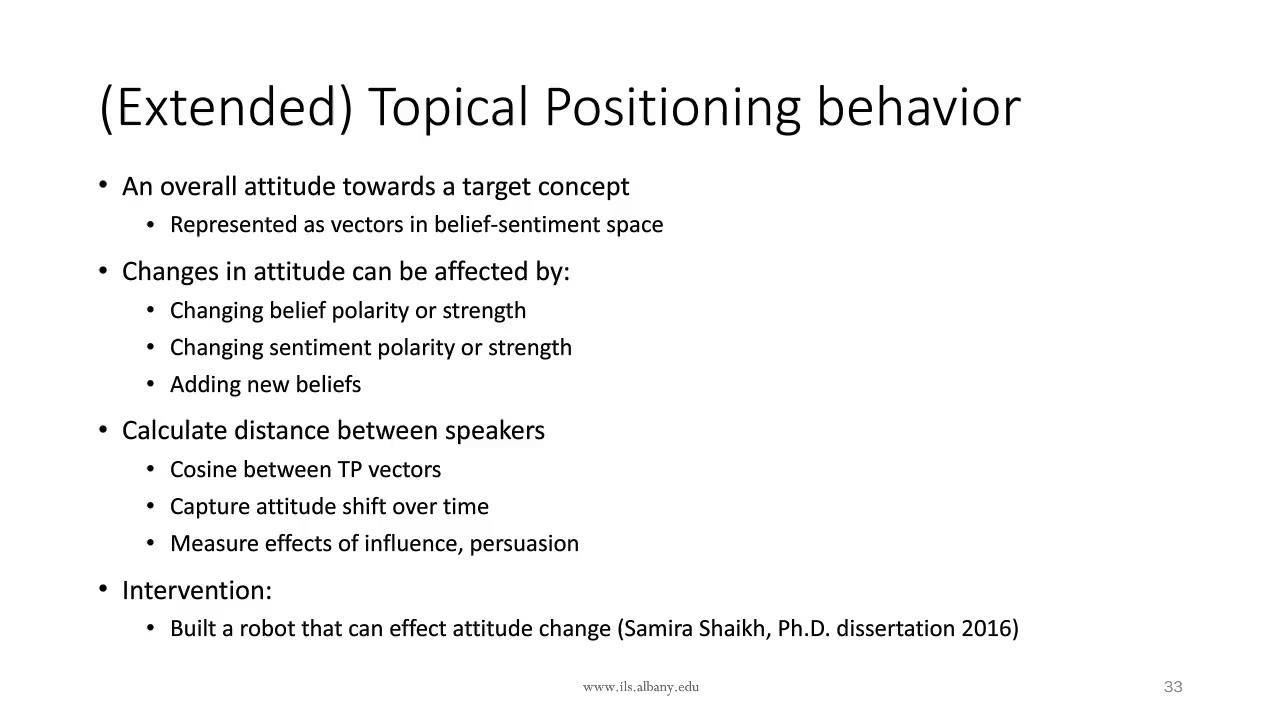 (Extended) Topical Positioning behavior
• An overall attitude towards a target concept
• Represented as vectors in belief-sentiment space
• Changes in attitude can be affected by:
• Changing belief polarity or strength
• Changing sentiment polarity or strength
• Adding new beliefs
• Calculate distance between speakers
• Cosine between TP vectors
• Capture attitude shift over time
• Measure effects of influence, persuasion
• Intervention:
• Built a robot that can effect attitude change (Samira Shaikh, Ph.D. dissertation 2016)
www.ils.albany.edu
33